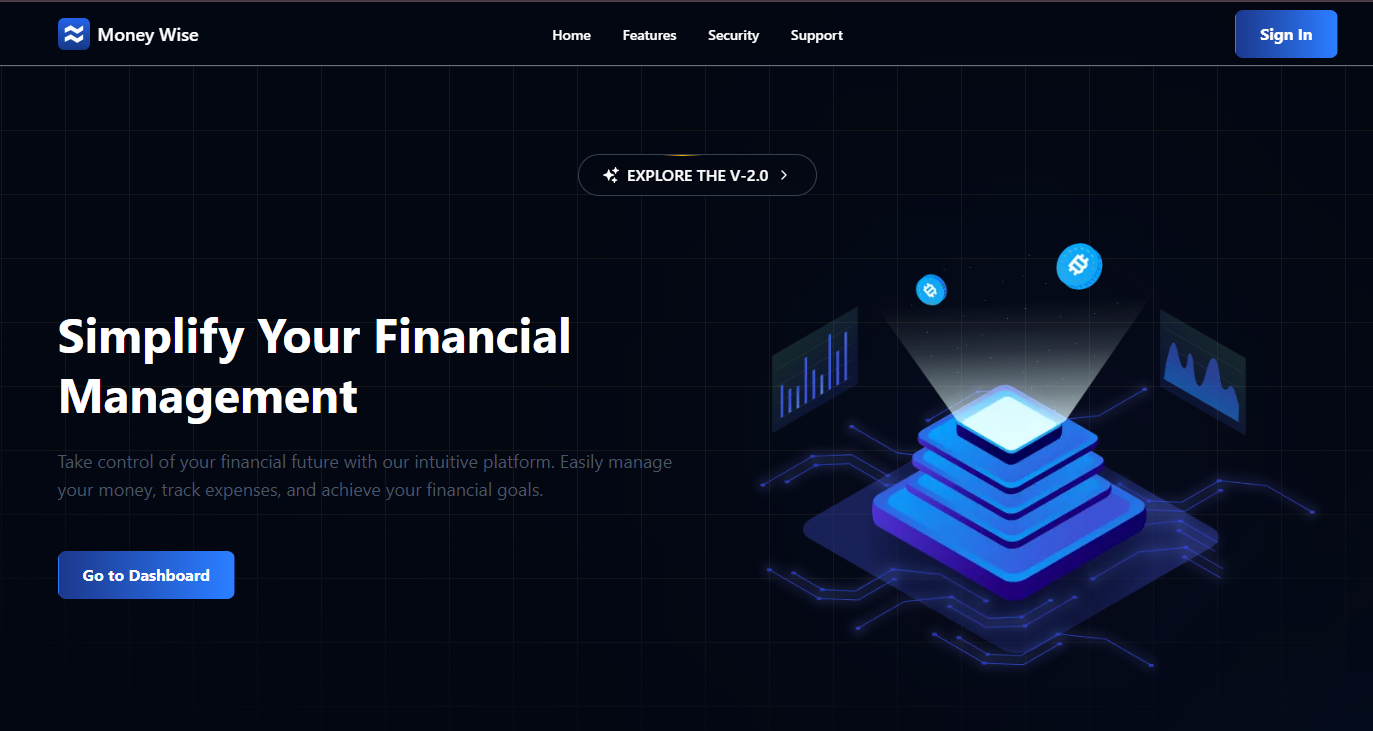 Money Wise
Home
Features
Security
Support
Sign In
EXPLORE THE V-2.0
Simplify Your Financial
Management
Take control of your financial future with our intuitive platform. Easily manage
your money, track expenses, and achieve your financial goals.
Go to Dashboard